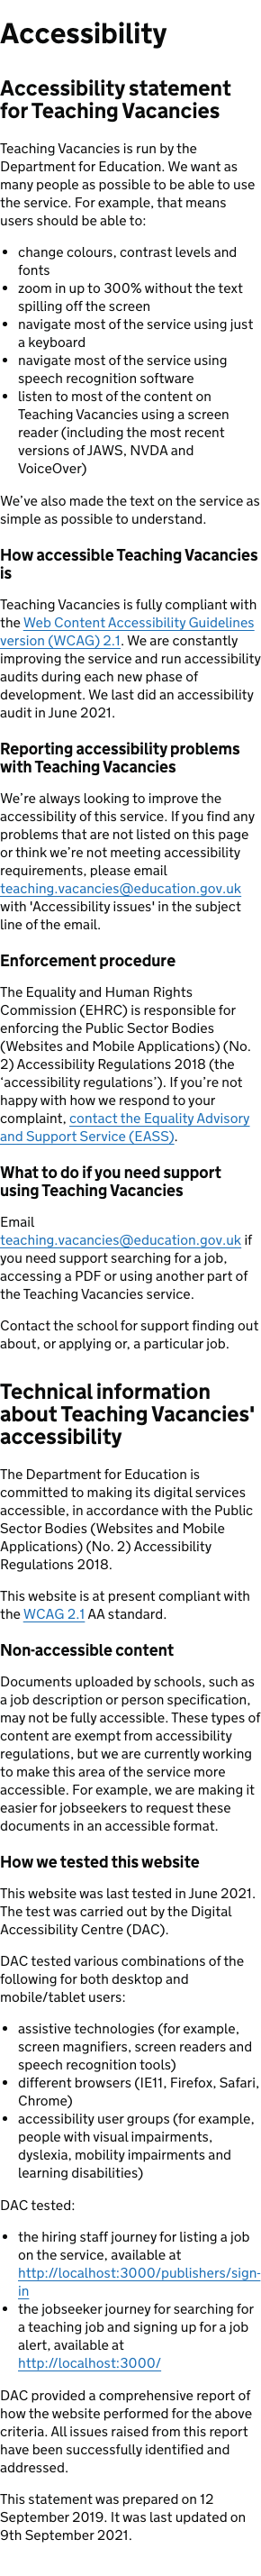 Accessibility
Accessibility statement
for Teaching Vacancies
Teaching Vacancies is run by the
Department for Education. We want as
many people as possible to be able to use
the service. For example, that means
users should be able to:
• change colours, contrast levels and
fonts
• zoom in up to 300% without the text
spilling off the screen
• navigate most of the service using just
a keyboard
• navigate most of the service using
speech recognition software
• listen to most of the content on
Teaching Vacancies using a screen
reader (including the most recent
versions of JAWS, NVDA and
VoiceOver)
We’ve also made the text on the service as
simple as possible to understand.
How accessible Teaching Vacancies
is
Teaching Vacancies is fully compliant with
the Web Content Accessibility Guidelines
version (WCAG) 2.1. We are constantly
improving the service and run accessibility
audits during each new phase of
development. We last did an accessibility
audit in June 2021.
Reporting accessibility problems
with Teaching Vacancies
We’re always looking to improve the
accessibility of this service. If you find any
problems that are not listed on this page
or think we’re not meeting accessibility
requirements, please email
teaching.vacancies@education.gov.uk
with 'Accessibility issues' in the subject
line of the email.
Enforcement procedure
The Equality and Human Rights
Commission (EHRC) is responsible for
enforcing the Public Sector Bodies
(Websites and Mobile Applications) (No.
2) Accessibility Regulations 2018 (the
‘accessibility regulations’). If you’re not
happy with how we respond to your
complaint, contact the Equality Advisory
and Support Service (EASS).
What to do if you need support
using Teaching Vacancies
Email
teaching.vacancies@education.gov.uk if
you need support searching for a job,
accessing a PDF or using another part of
the Teaching Vacancies service.
Contact the school for support finding out
about, or applying or, a particular job.
Technical information
about Teaching Vacancies'
accessibility
The Department for Education is
committed to making its digital services
accessible, in accordance with the Public
Sector Bodies (Websites and Mobile
Applications) (No. 2) Accessibility
Regulations 2018.
This website is at present compliant with
the WCAG 2.1 AA standard.
Non-accessible content
Documents uploaded by schools, such as
a job description or person specification,
may not be fully accessible. These types of
content are exempt from accessibility
regulations, but we are currently working
to make this area of the service more
accessible. For example, we are making it
easier for jobseekers to request these
documents in an accessible format.
How we tested this website
This website was last tested in June 2021.
The test was carried out by the Digital
Accessibility Centre (DAC).
DAC tested various combinations of the
following for both desktop and
mobile/tablet users:
• assistive technologies (for example,
screen magnifiers, screen readers and
speech recognition tools)
• different browsers (IE11, Firefox, Safari,
Chrome)
• accessibility user groups (for example,
people with visual impairments,
dyslexia, mobility impairments and
learning disabilities)
DAC tested:
• the hiring staff journey for listing a job
on the service, available at
http://localhost:3000/publishers/sign-
in
• the jobseeker journey for searching for
a teaching job and signing up for a job
alert, available at
http://localhost:3000/
DAC provided a comprehensive report of
how the website performed for the above
criteria. All issues raised from this report
have been successfully identified and
addressed.
This statement was prepared on 12
September 2019. It was last updated on
9th September 2021.